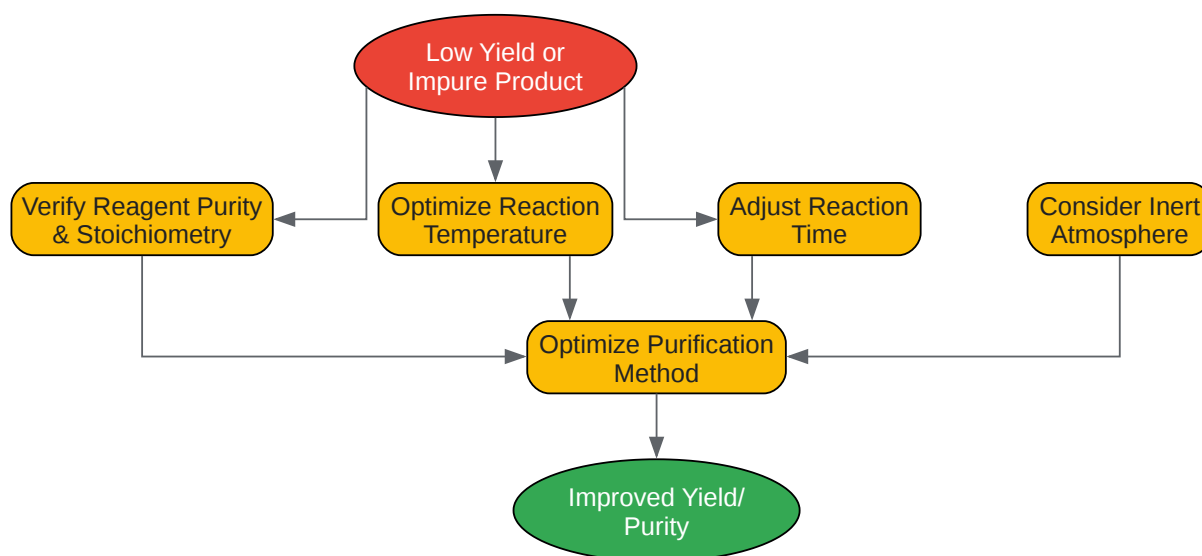 Low Yield or
Impure Product
Verify Reagent Purity
& Stoichiometry
Optimize Reaction
Temperature
Adjust Reaction
Time
Consider Inert
Atmosphere
Optimize Purification
Method
Improved Yield/
Purity